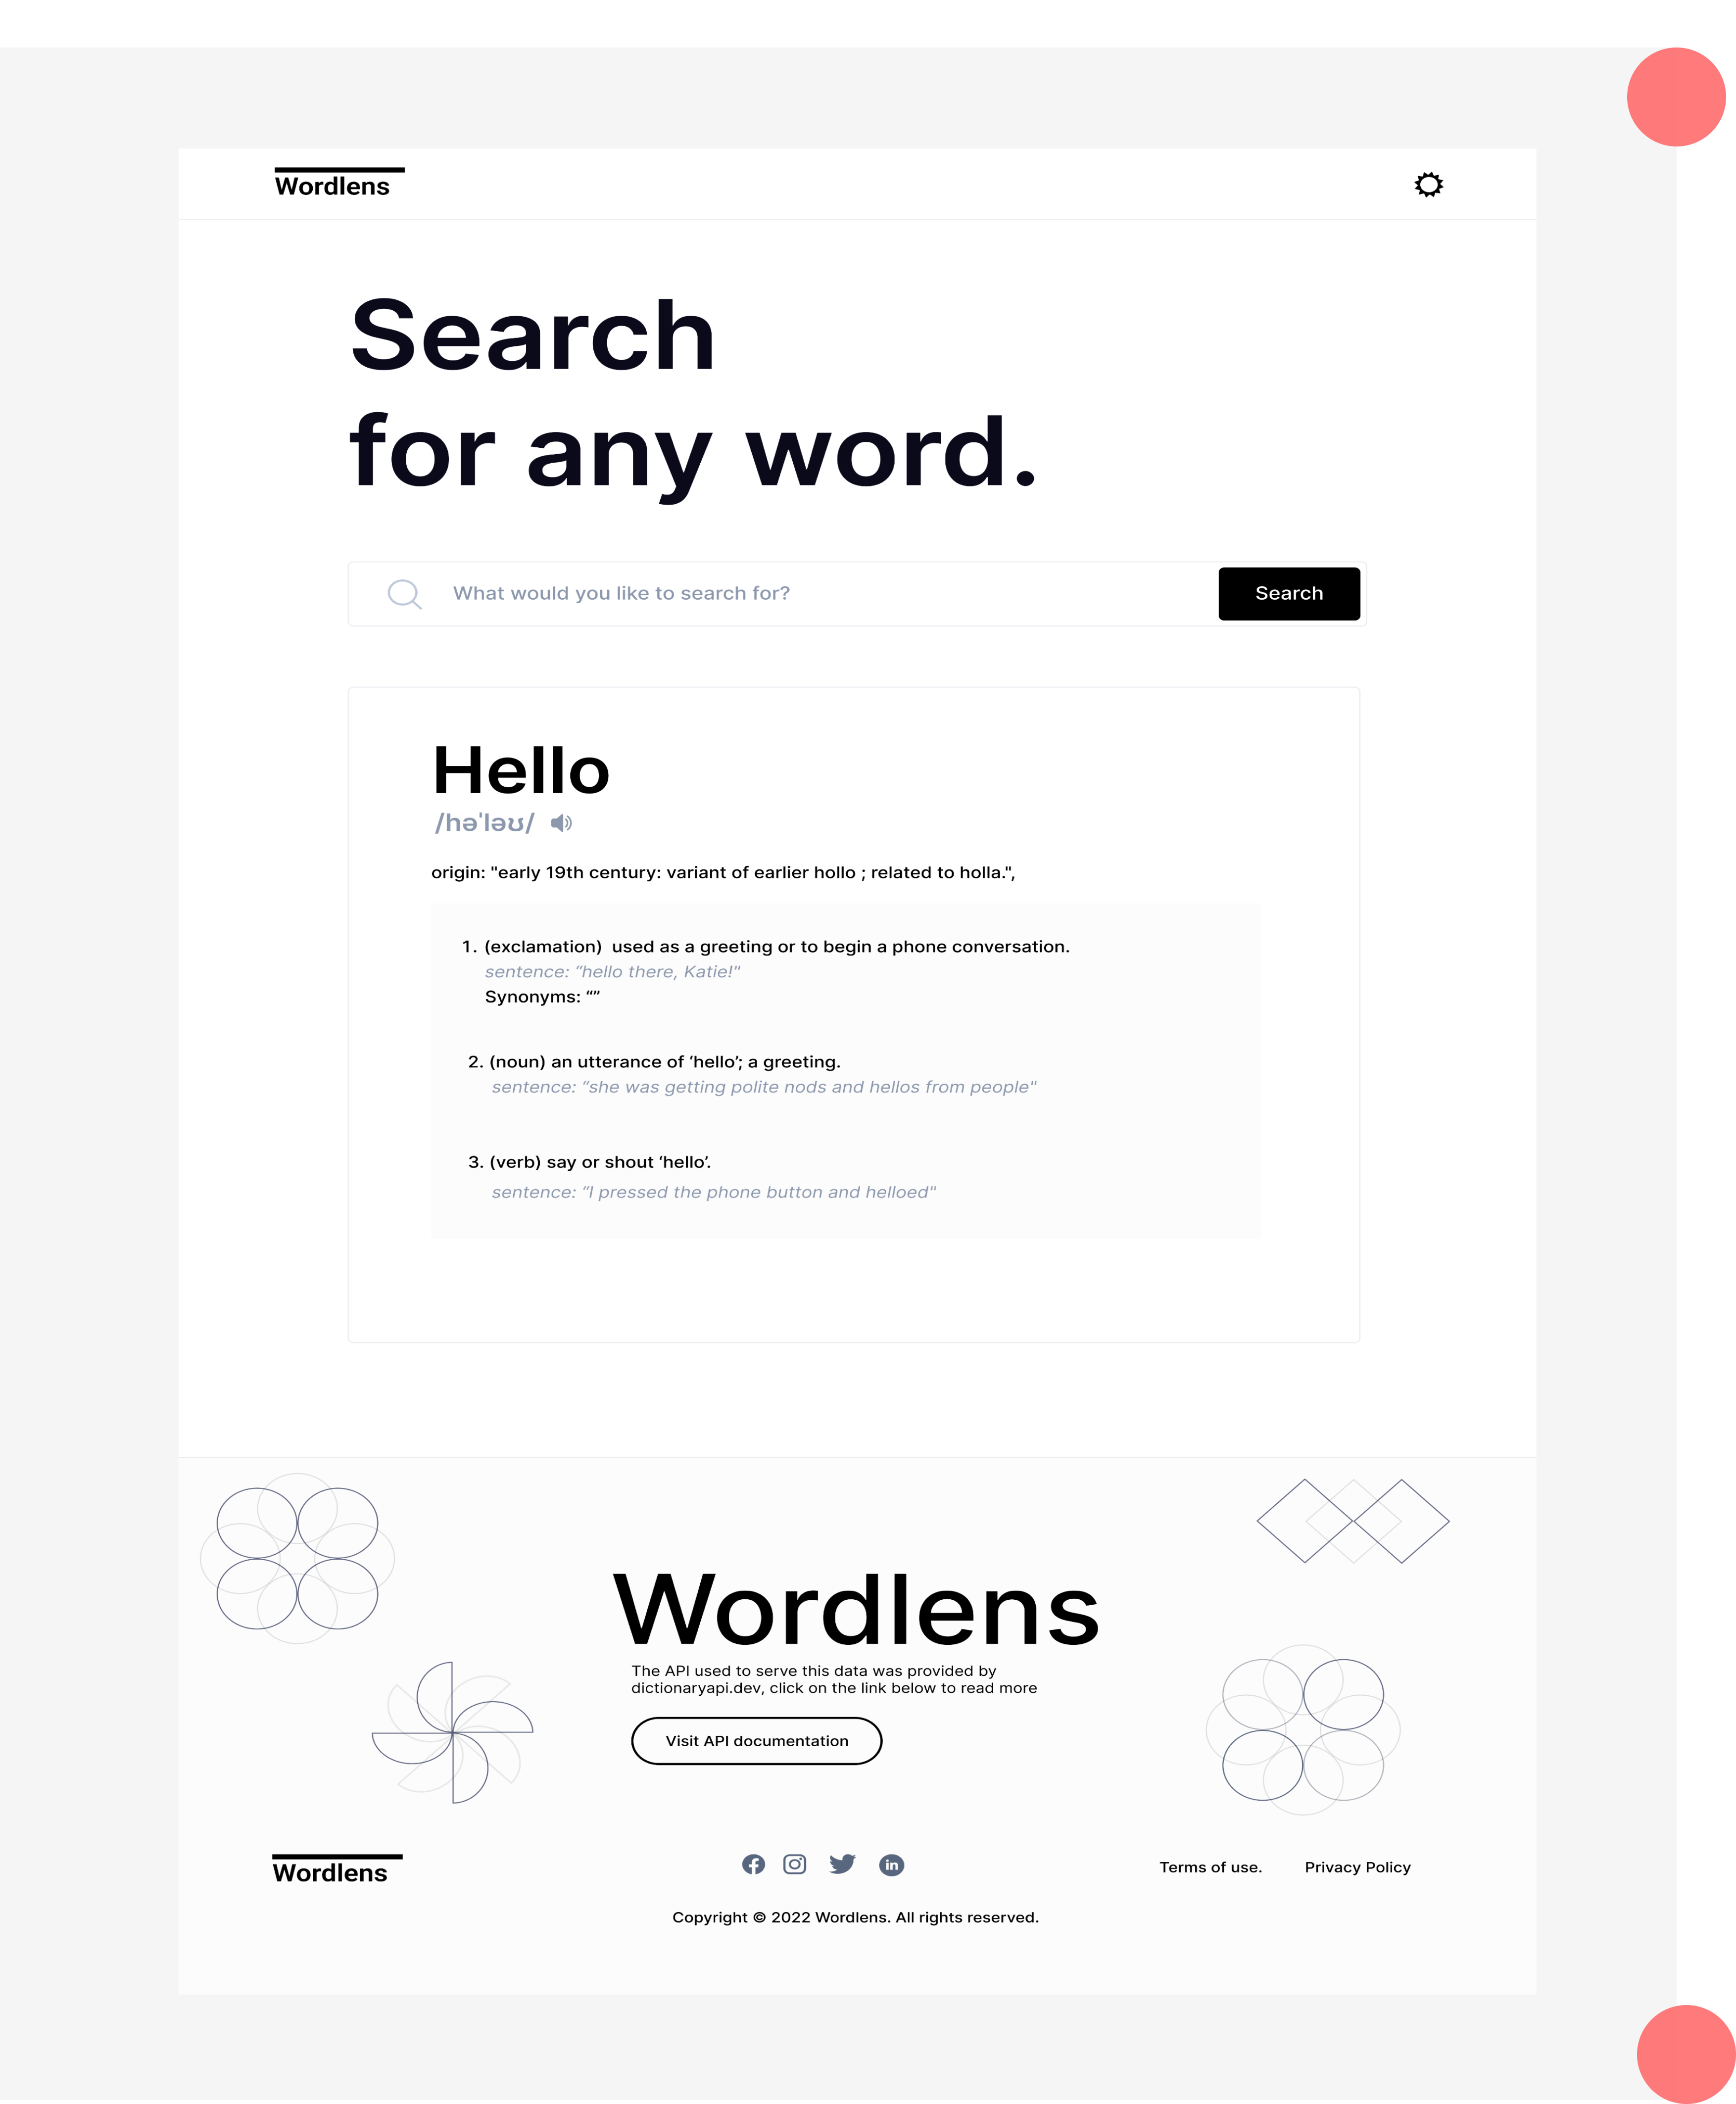 Wordlens
Search
for any word.
What would you like to search for?
Search
Hello
/həˈləʊ/
origin: "early 19th century: variant of earlier hollo ; related to holla.",
1. (exclamation)  used as a greeting or to begin a phone conversation.
sentence: “hello there, Katie!"
Synonyms: “”
2. (noun) an utterance of ‘hello’; a greeting.
sentence: “she was getting polite nods and hellos from people"
3. (verb) say or shout ‘hello’.
sentence: “I pressed the phone button and helloed"
Wordlens
The API used to serve this data was provided by
dictionaryapi.dev, click on the link below to read more
Visit API documentation
Wordlens
Terms of use.
Privacy Policy
Copyright © 2022 Wordlens. All rights reserved.